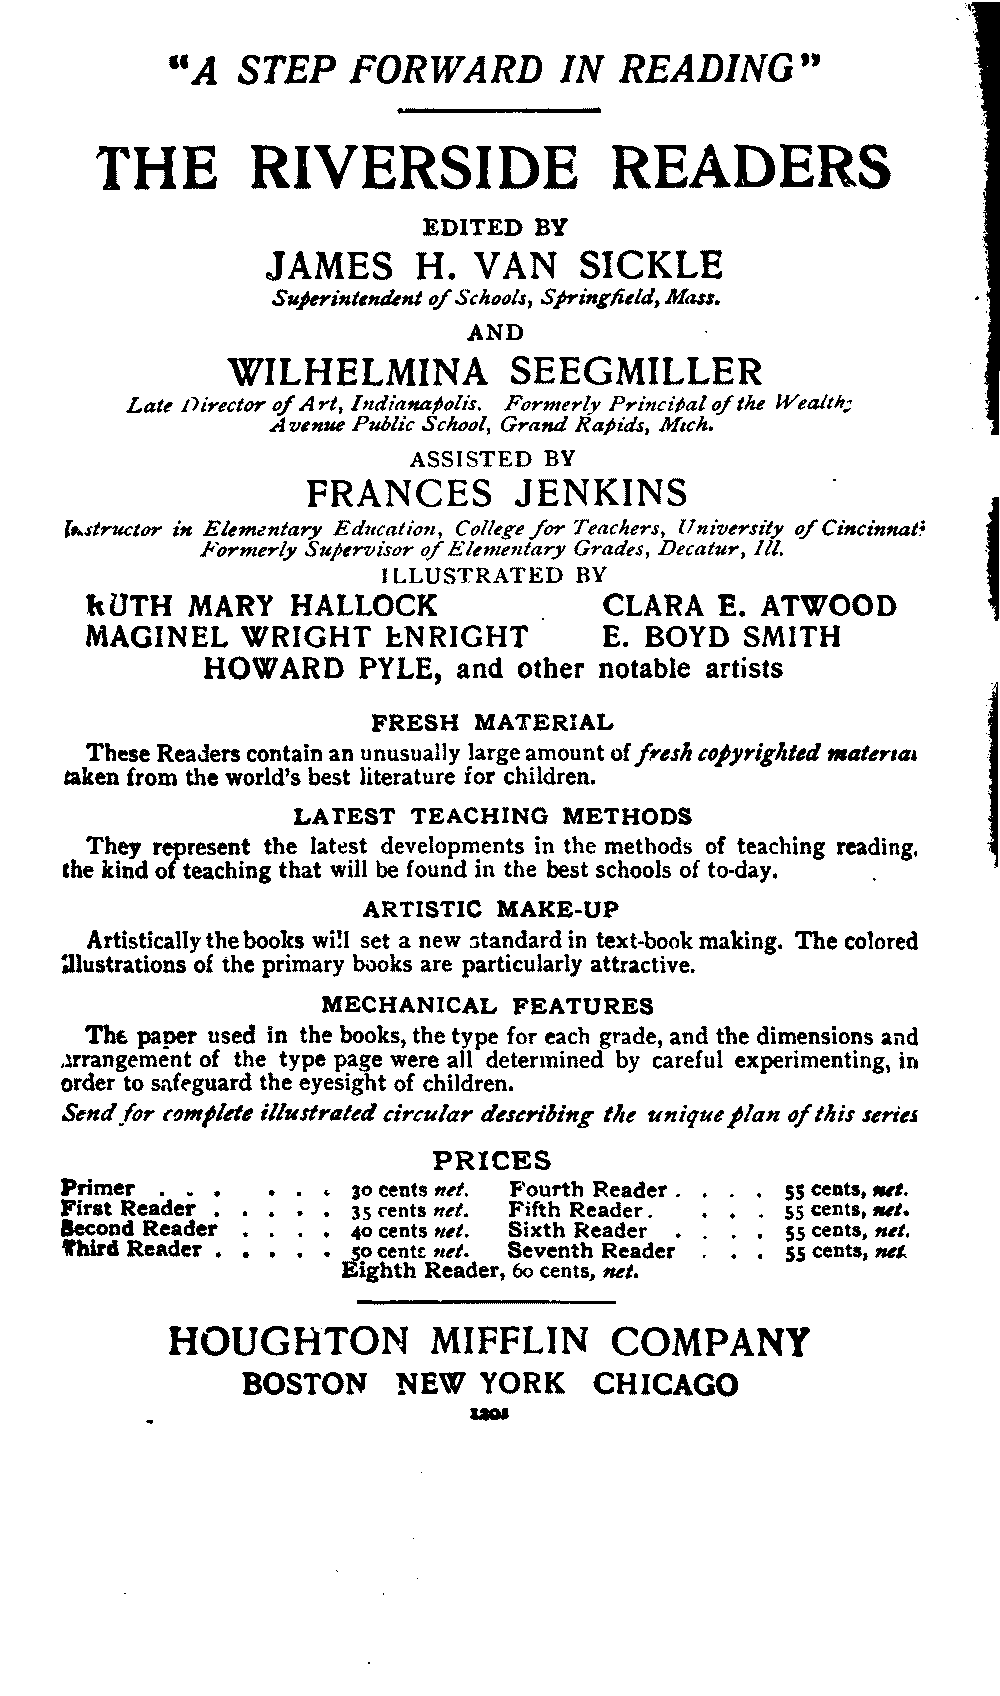 "A STEP FORWARD IN READING"
THE RIVERSIDE READERS
EDITED BY
JAMES H. VAN SICKLE
Superintendent of Schools, Springfield, Mass.
AND
WILHELMINA SEEGMILLER
Late Director of Art, Indianapolis. Formerly Principal of the Wealthy
Avenue Public School, Grand Rapids, Mich.
ASSISTED BY
FRANCES JENKINS
Instructor in Elementary Education, College for Teachers, University of Cincinnati
Formerly Supervisor of Elementary Grades, Decatur, Ill.
ILLUSTRATED BY
RUTH MARY HALLOCK CLARA E. ATWOOD
MAGINEL WRIGHT ENRIGHT E. BOYD SMITH
HOWARD PYLE, and other notable artists
FRESH MATERIAL
These Readers contain an unusually large amount of fresh copyrighted material
taken from the world's best literature for children.
LATEST TEACHING METHODS
They represent the latest developments in the methods of teaching reading,
the kind of teaching that will be found in the best schools of to-day.
ARTISTIC MAKE-UP
Artistically the books will set a new standard in text-book making. The colored
illustrations of the primary books are particularly attractive.
MECHANICAL FEATURES
The paper used in the books, the type for each grade, and the dimensions and
arrangement of the type page were all determined by careful experimenting, in
order to safeguard the eyesight of children.
Send for complete illustrated circular describing the unique plan of this series
PRICES
Primer . . . . . . 30 cents net. Fourth Reader . . . . 55 cents, net.
First Reader . . . . . 35 cents net. Fifth Reader . . . . 55 cents, net.
Second Reader . . . . 40 cents net. Sixth Reader . . . . 55 cents, net.
Third Reader . . . . . 50 cents net. Seventh Reader . . . 55 cents, net.
Eighth Reader, 60 cents, net.
HOUGHTON MIFFLIN COMPANY
BOSTON NEW YORK CHICAGO